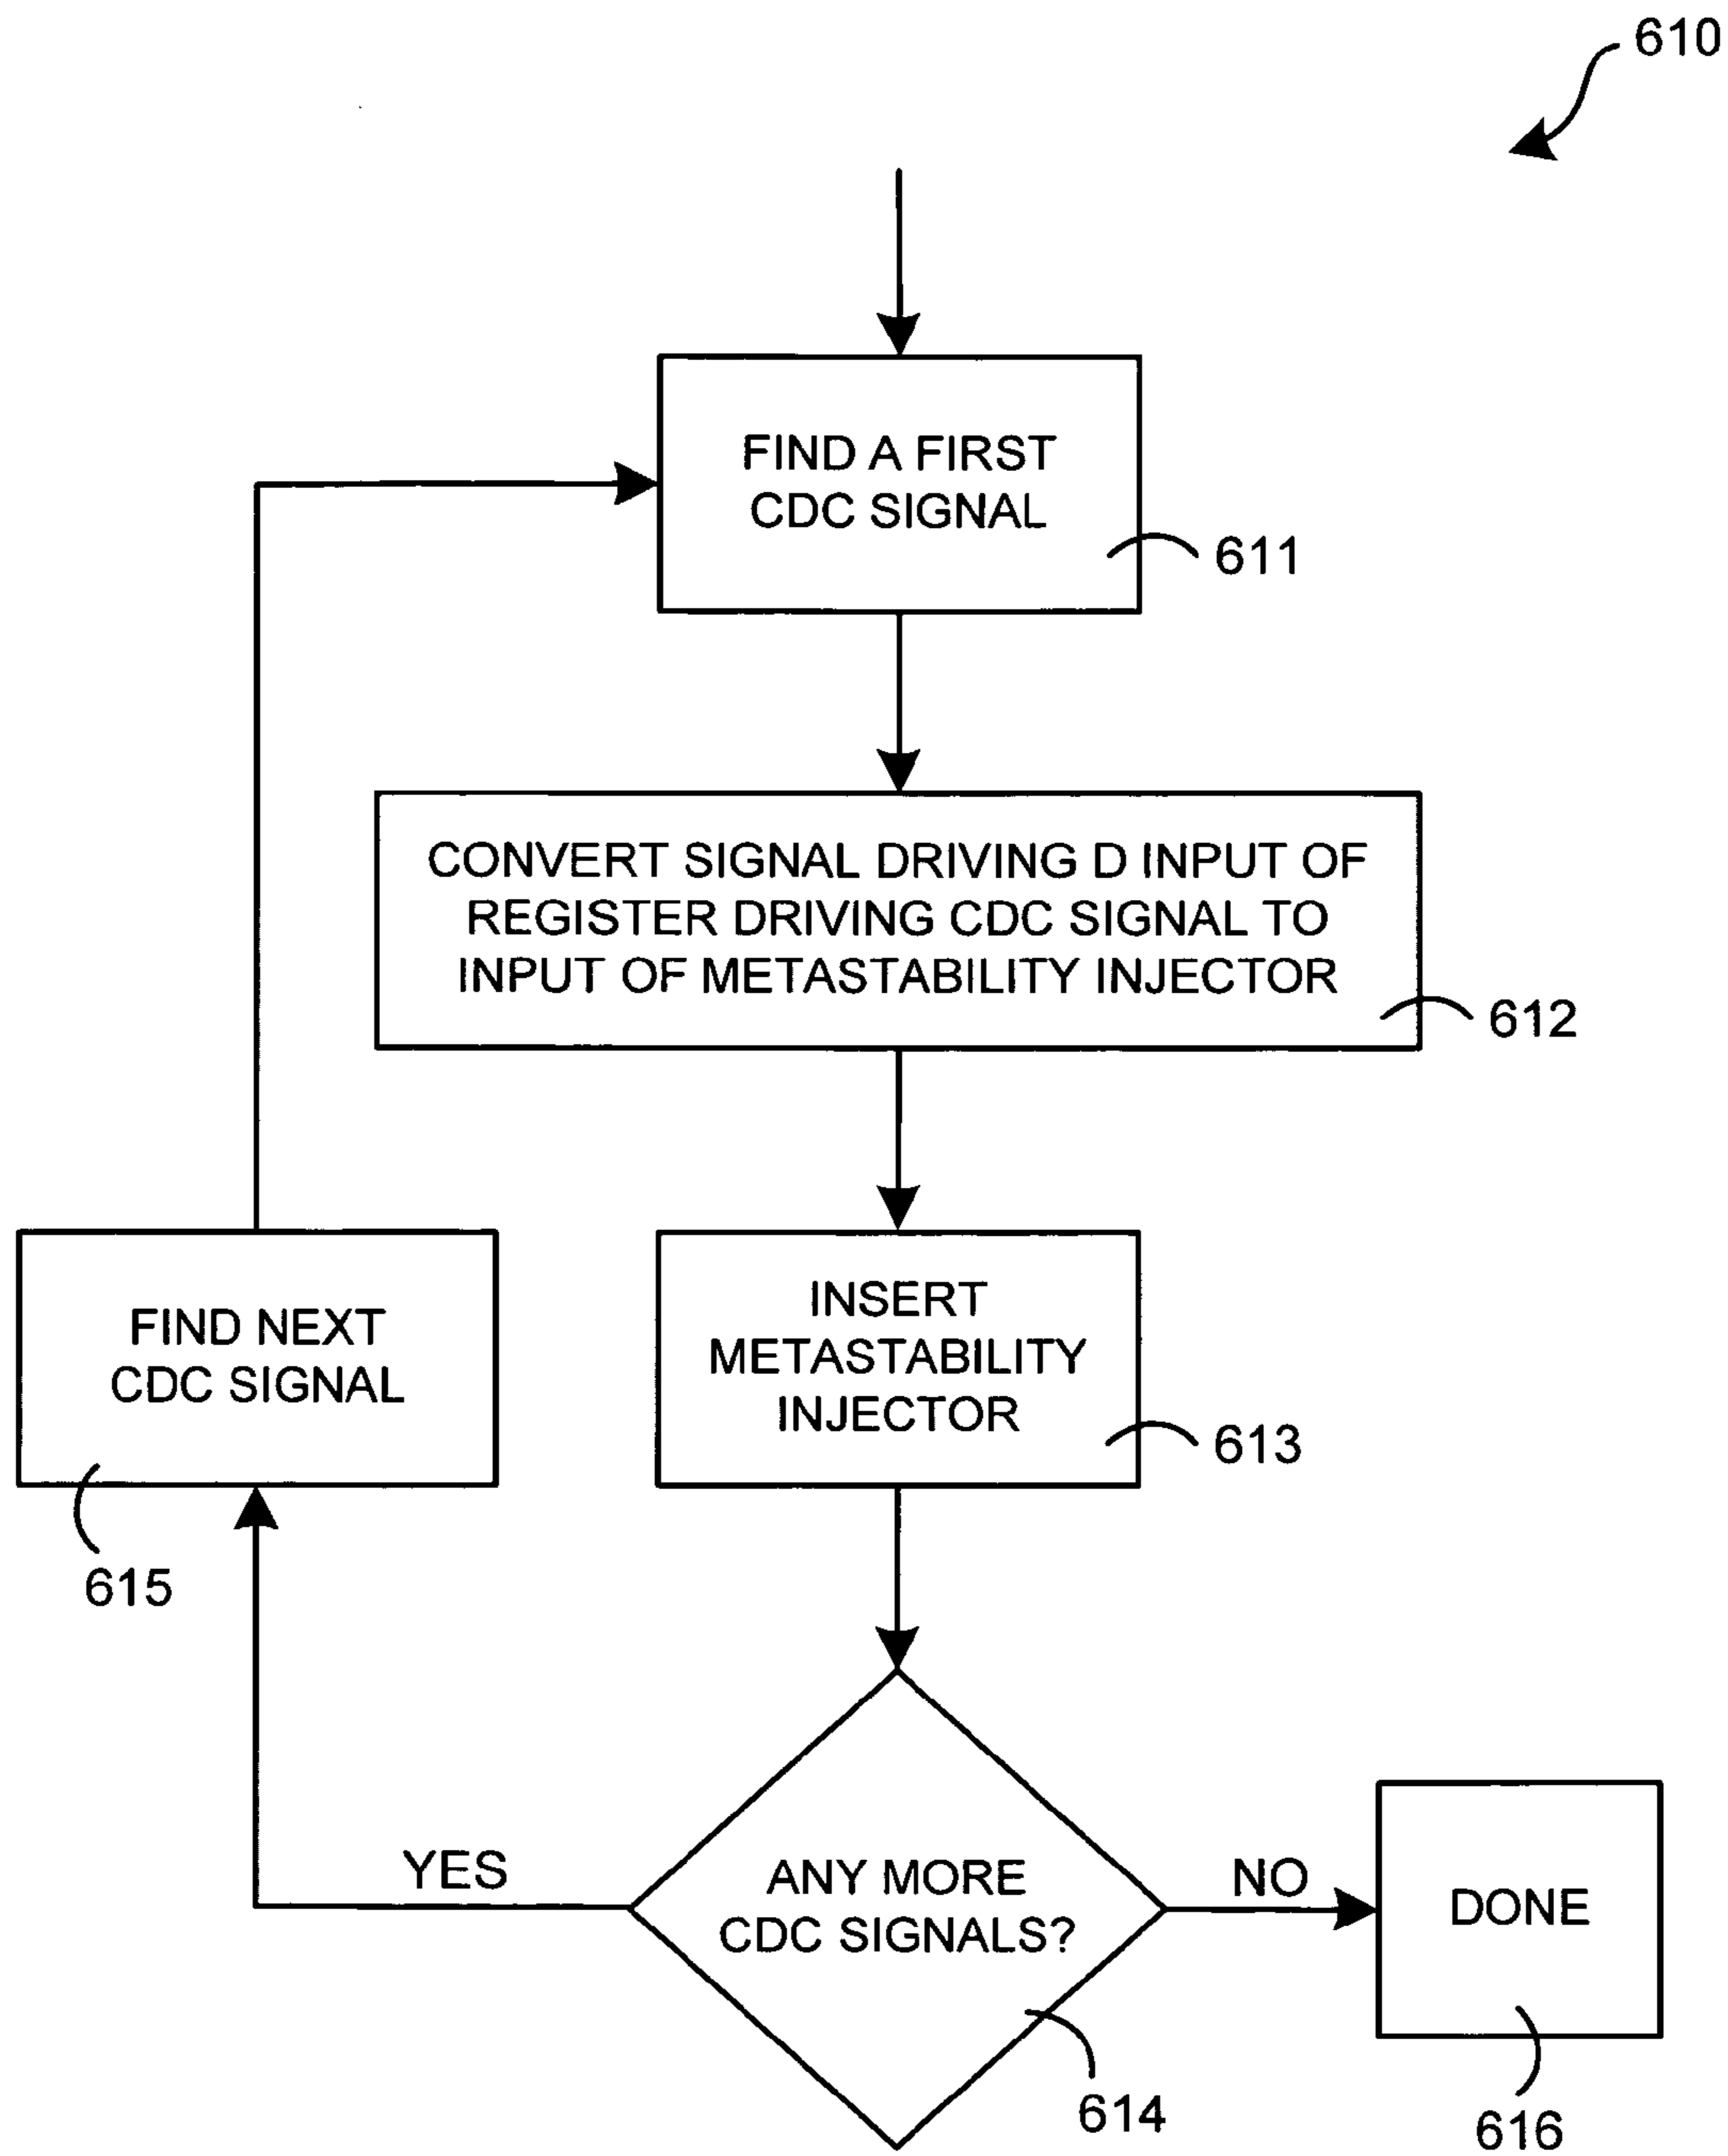 610
FIND A FIRST
CDC SIGNAL
611
CONVERT SIGNAL DRIVING D INPUT OF
REGISTER DRIVING CDC SIGNAL TO
INPUT OF METASTABILITY INJECTOR
612
FIND NEXT
CDC SIGNAL
615
INSERT
METASTABILITY
INJECTOR
613
YES
ANY MORE
CDC SIGNALS?
614
NO
DONE
616